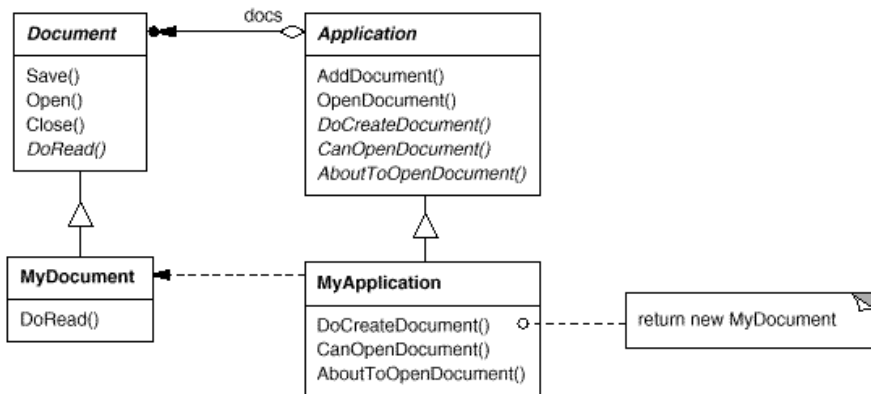 docs
Document
Save()
Open()
Close()
DoRead()
Application
AddDocument()
OpenDocument()
DoCreateDocument()
CanOpenDocument()
AboutToOpenDocument()
MyDocument
DoRead()
MyApplication
DoCreateDocument()
CanOpenDocument()
AboutToOpenDocument()
return new MyDocument